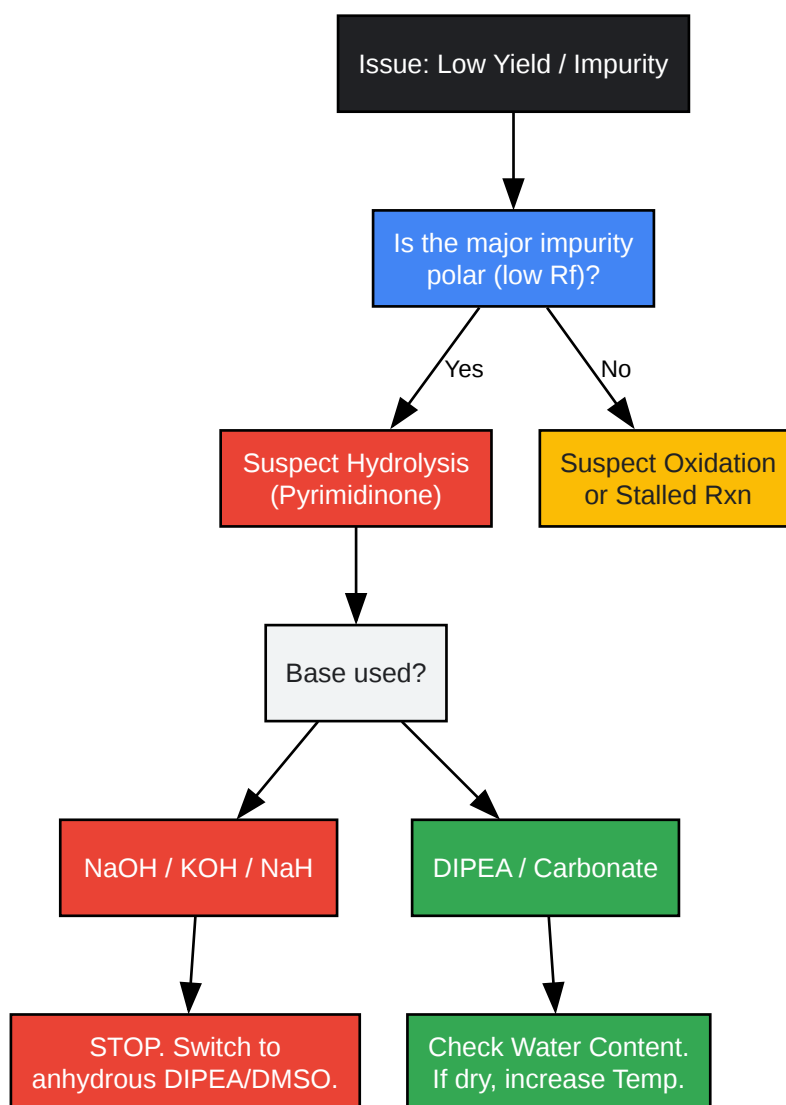 Issue: Low Yield / Impurity
Is the major impurity
polar (low Rf)?
Yes
No
Suspect Hydrolysis
(Pyrimidinone)
Suspect Oxidation
or Stalled Rxn
Base used?
NaOH / KOH / NaH
DIPEA / Carbonate
STOP. Switch to
anhydrous DIPEA/DMSO.
Check Water Content.
If dry, increase Temp.